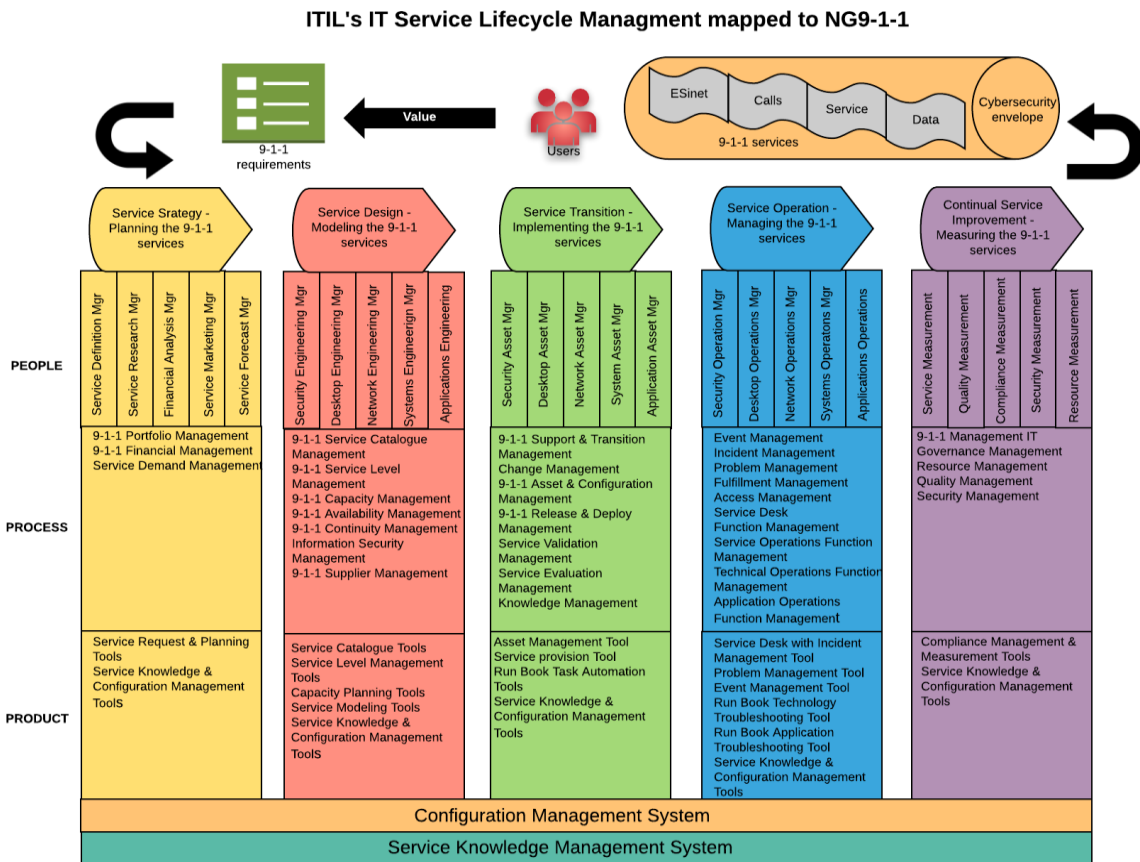 ITIL's IT Service Lifecycle Managment mapped to NG9-1-1
9-1-1
requirements
Value
Users
ESinet
Calls
Service
Data
9-1-1 services
Cybersecurity
envelope
Service Srategy -
Planning the 9-1-1
services
Service Design -
Modeling the 9-1-1
services
Service Transition -
Implementing the 9-1-1
services
Service Operation -
Managing the 9-1-1
services
Continual Service
Improvement -
Measuring the 9-1-1
services
PEOPLE
Service Definition Mgr
Service Research Mgr
Financial Analysis Mgr
Service Marketing Mgr
Service Forecast Mgr
Security Engineering Mgr
Desktop Engineering Mgr
Network Engineering Mgr
Systems Engineerign Mgr
Applications Engineering
Security Asset Mgr
Desktop Asset Mgr
Network Asset Mgr
System Asset Mgr
Application Asset Mgr
Security Operation Mgr
Desktop Operations Mgr
Network Operatons Mgr
Systems Operatons Mgr
Applications Operations
Service Measurement
Quality Measurement
Compliance Measurement
Security Measurement
Resource Measurement
PROCESS
9-1-1 Portfolio Management
9-1-1 Financial Management
Service Demand Management
9-1-1 Service Catalogue
Management
9-1-1 Service Level
Management
9-1-1 Capacity Management
9-1-1 Availability Management
9-1-1 Continuity Management
Information Security
Management
9-1-1 Supplier Management
9-1-1 Support & Transition
Management
Change Management
9-1-1 Asset & Configuration
Management
9-1-1 Release & Deploy
Management
Service Validation
Management
Service Evaluation
Management
Knowledge Management
Event Management
Incident Management
Problem Management
Fulfillment Management
Access Management
Service Desk
Function Management
Service Operations Function
Management
Technical Operations Function
Management
Application Operations
Function Management
9-1-1 Management IT
Governance Management
Resource Management
Quality Management
Security Management
PRODUCT
Service Request & Planning
Tools
Service Knowledge &
Configuration Management
Tools
Service Catalogue Tools
Service Level Management
Tools
Capacity Planning Tools
Service Modeling Tools
Service Knowledge &
Configuration Management
Tools
Asset Management Tool
Service provision Tool
Run Book Task Automation
Tools
Service Knowledge &
Configuration Management
Tools
Service Desk with Incident
Management Tool
Problem Management Tool
Event Management Tool
Run Book Technology
Troubleshooting Tool
Run Book Application
Troubleshooting Tool
Service Knowledge &
Configuration Management
Tools
Compliance Management &
Measurement Tools
Service Knowledge &
Configuration Management
Tools
Configuration Management System
Service Knowledge Management System